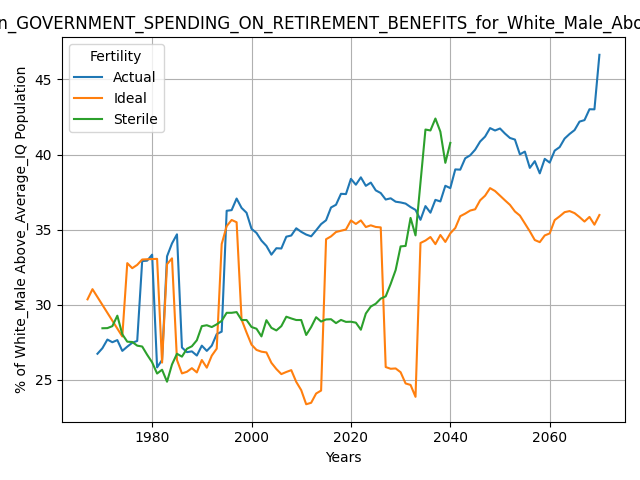 n_GOVERNMENT_SPENDING_ON_RETIREMENT_BENEFITS_for_White_Male_Abo
Fertility
Actual
Ideal
Sterile
% of White_Male Above_Average_IQ Population
45
40
35
30
25
1980
2000
2020
2040
2060
Years